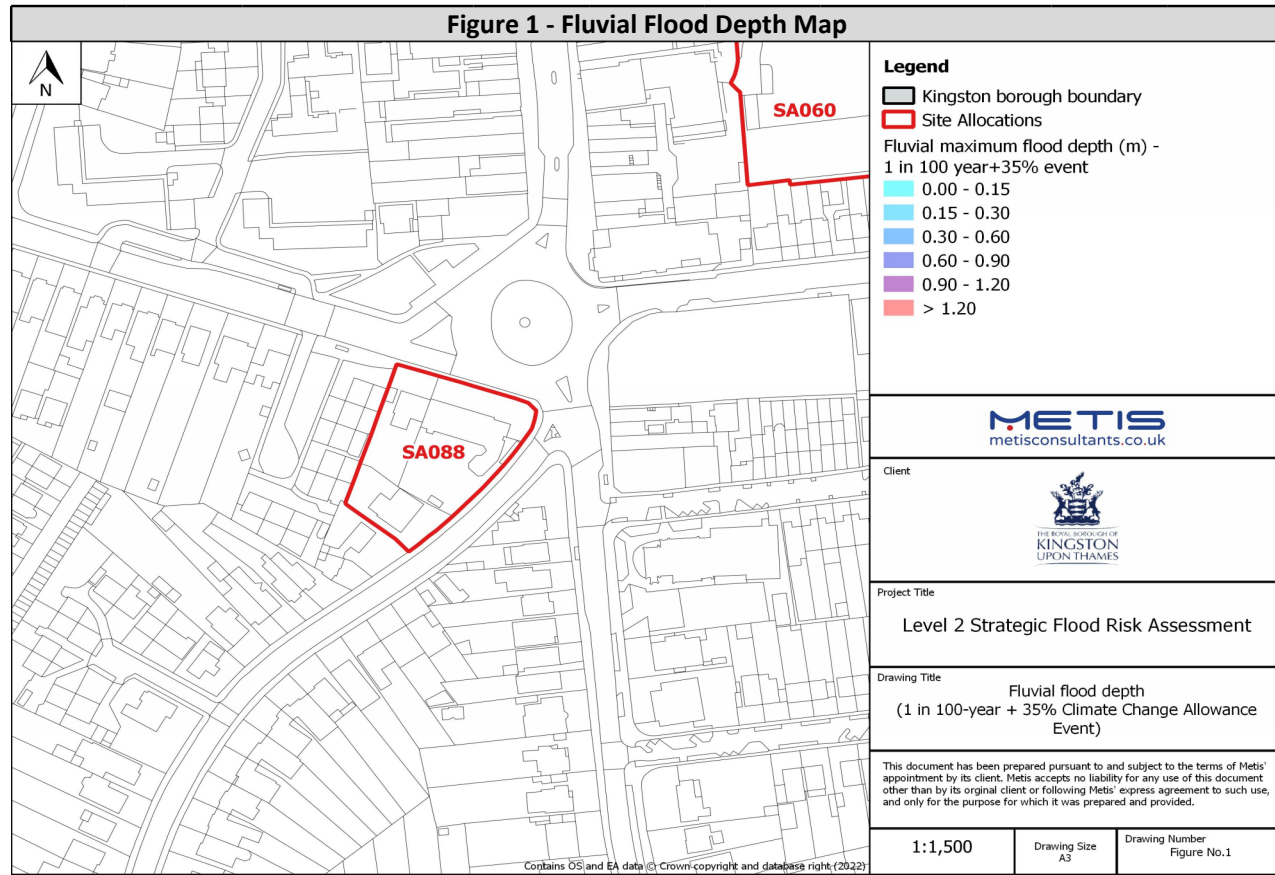 Figure 1 - Fluvial Flood Depth Map
N
SA060
SA088
Contains OS and EA data © Crown copyright and database right (2022)
Legend
Kingston borough boundary
Site Allocations
Fluvial maximum flood depth (m) -
1 in 100 year+35% event
0.00 - 0.15
0.15 - 0.30
0.30 - 0.60
0.60 - 0.90
0.90 - 1.20
> 1.20
METIS
metisconsultants.co.uk
Client
THE ROYAL BOROUGH OF
KINGSTON
UPON THAMES
Project Title
Level 2 Strategic Flood Risk Assessment
Drawing Title
Fluvial flood depth
(1 in 100-year + 35% Climate Change Allowance
Event)
This document has been prepared pursuant to and subject to the terms of Metis'
appointment by its client. Metis accepts no liability for any use of this document
other than by its orginal client or following Metis' express agreement to such use,
and only for the purpose for which it was prepared and provided.
1:1,500
Drawing Size
A3
Drawing Number
Figure No.1